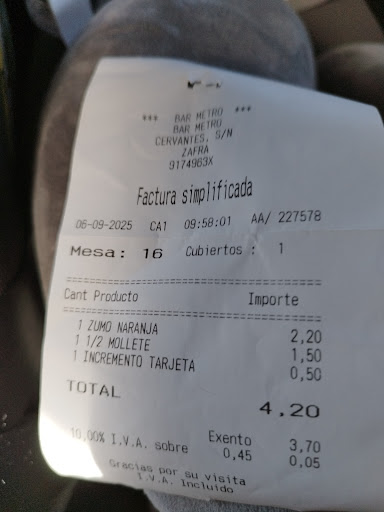 *** BAR METRO ***
BAR METRO
CERVANTES, S/N
ZAFRA
9174963X
Factura simplificada
06-09-2025 CA1 09:58:01 AA/ 227578
Mesa: 16 Cubiertos : 1
Cant Producto Importe
1 ZUMO NARANJA 2,20
1 1/2 MOLLETE 1,50
1 INCREMENTO TARJETA 0,50
TOTAL 4,20
Exento 3,70
10,00% I.V.A. sobre 0,45 0,05
Gracias por su visita
I.V.A. Incluido